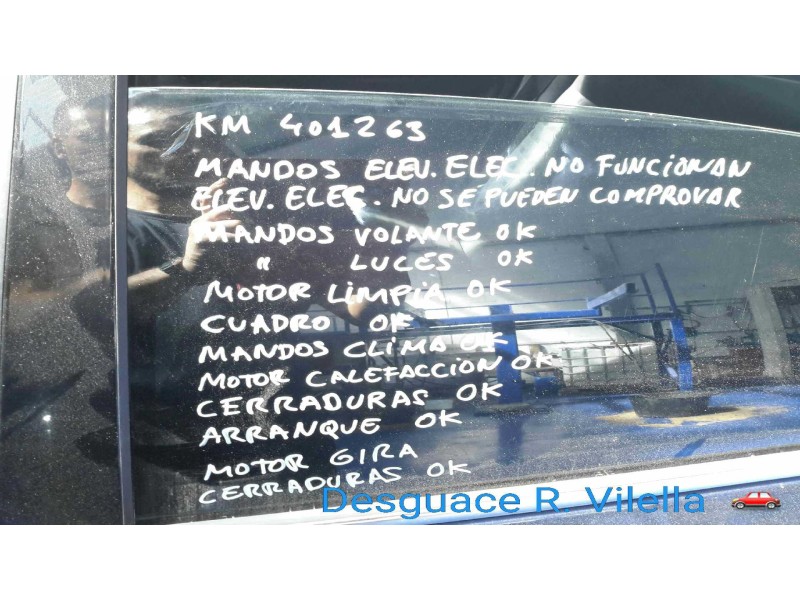 KM 401263
MANDOS ELEV. ELEC. NO FUNCIONAN
ELEV. ELEC. NO SE PUEDEN COMPROVAR
MANDOS VOLANTE OK
" LUCES OK
MOTOR LIMPIA OK
CUADRO OK
MANDOS CLIMA OK
MOTOR CALEFACCION OK
CERRADURAS OK
ARRANQUE OK
MOTOR GIRA
CERRADURAS OK
Desguace R. Vilella